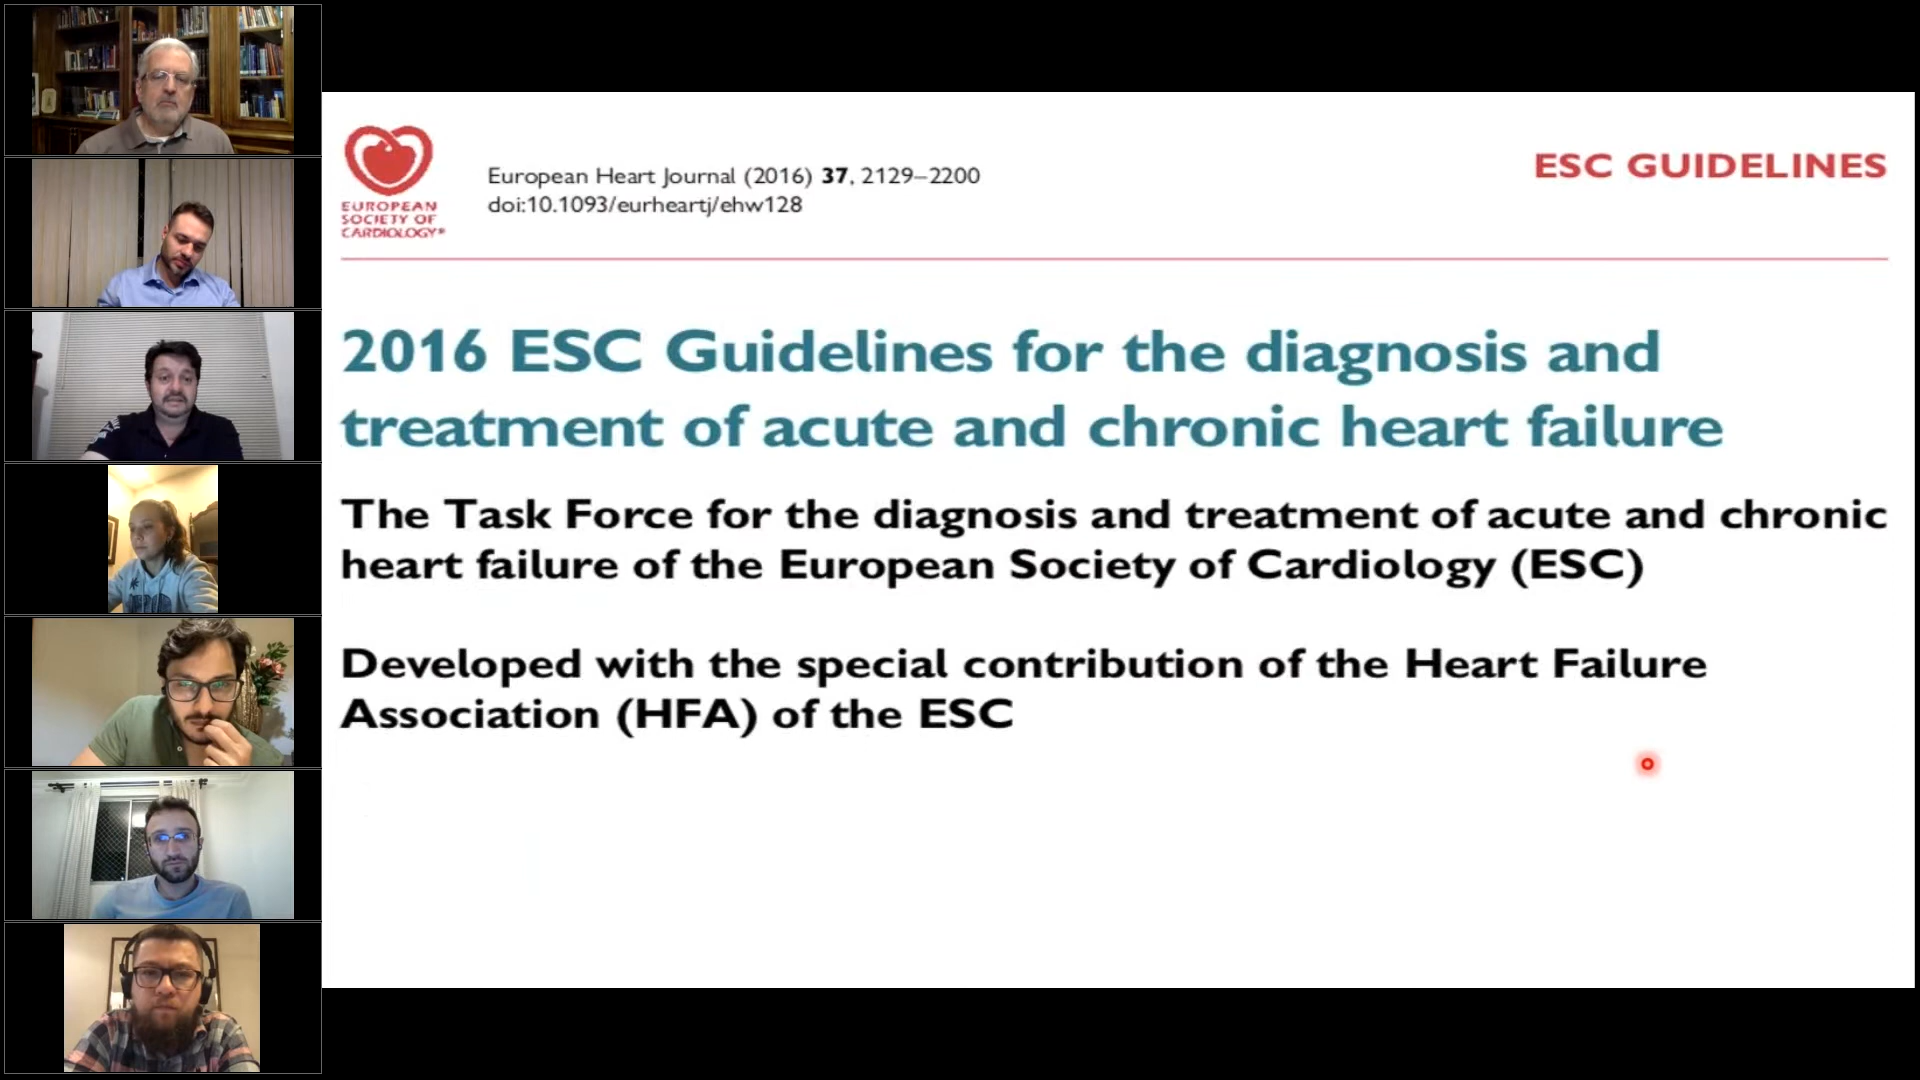 EUROPEAN
SOCIETY OF
CARDIOLOGY®
European Heart Journal (2016) 37, 2129–2200
doi:10.1093/eurheartj/ehw128
ESC GUIDELINES
2016 ESC Guidelines for the diagnosis and
treatment of acute and chronic heart failure
The Task Force for the diagnosis and treatment of acute and chronic
heart failure of the European Society of Cardiology (ESC)
Developed with the special contribution of the Heart Failure
Association (HFA) of the ESC